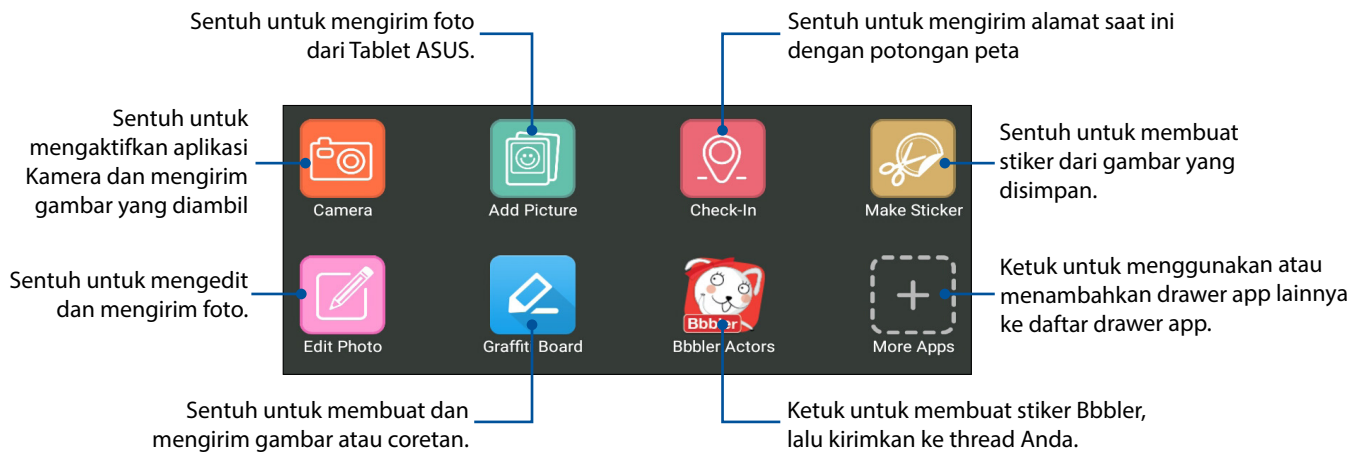 Sentuh untuk mengirim foto
dari Tablet ASUS.
Sentuh untuk mengirim alamat saat ini
dengan potongan peta
Sentuh untuk
mengaktifkan aplikasi
Kamera dan mengirim
gambar yang diambil
Sentuh untuk membuat
stiker dari gambar yang
disimpan.
Camera
Add Picture
Check-In
Make Sticker
Sentuh untuk mengedit
dan mengirim foto.
Ketuk untuk menggunakan atau
menambahkan drawer app lainnya
ke daftar drawer app.
Bbbler
Edit Photo
Graffiti Board
Bbbler Actors
More Apps
Sentuh untuk membuat dan
mengirim gambar atau coretan.
Ketuk untuk membuat stiker Bbbler,
lalu kirimkan ke thread Anda.